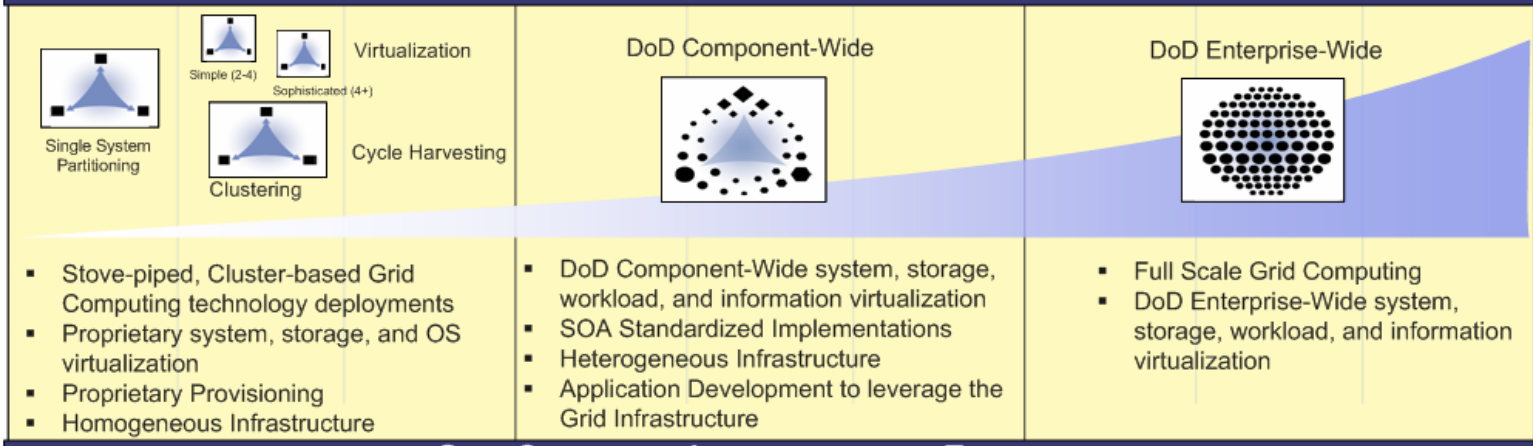 Virtualization
Simple (2-4)
Sophisticated (4+)
Single System
Partitioning
Cycle Harvesting
Clustering
▪ Stove-piped, Cluster-based Grid
Computing technology deployments
▪ Proprietary system, storage, and OS
virtualization
▪ Proprietary Provisioning
▪ Homogeneous Infrastructure
DoD Component-Wide
▪ DoD Component-Wide system, storage,
workload, and information virtualization
▪ SOA Standardized Implementations
▪ Heterogeneous Infrastructure
▪ Application Development to leverage the
Grid Infrastructure
DoD Enterprise-Wide
▪ Full Scale Grid Computing
▪ DoD Enterprise-Wide system,
storage, workload, and information
virtualization